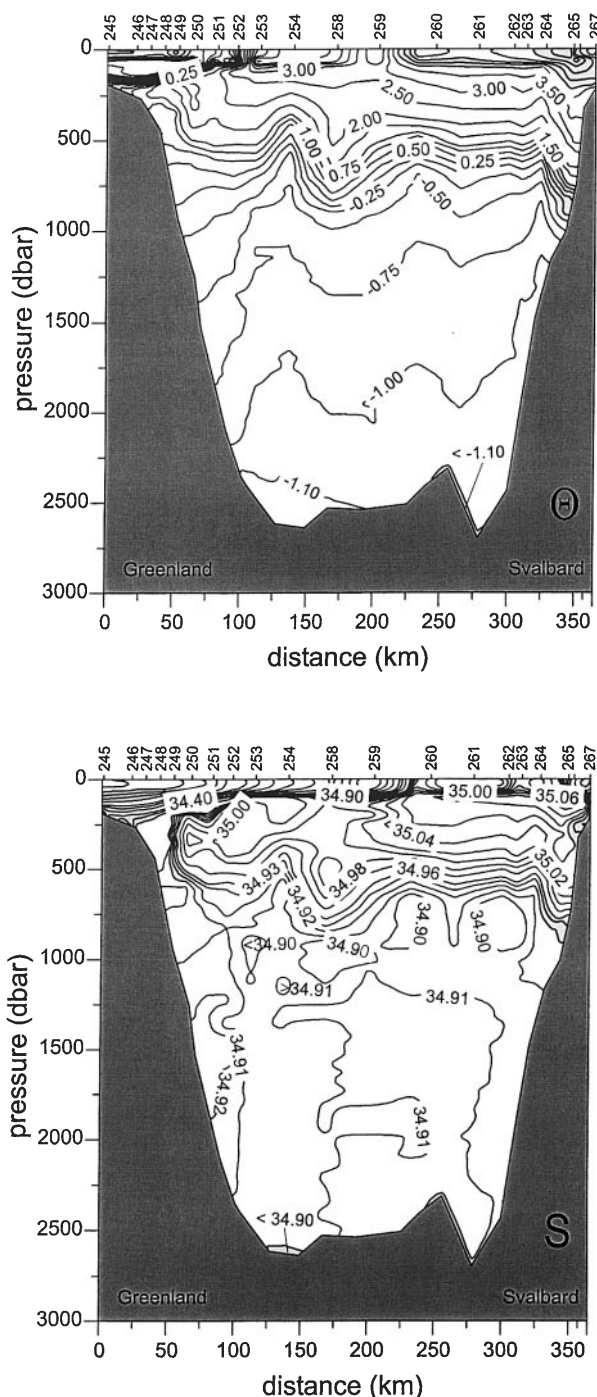 245 246 247 248 249 250 251 252 253 254 258 259 260 261 262 263 264 265 267
0
0.25 3.00 2.50 3.00 3.50
500
1.00 2.00 0.75 0.50 0.25 1.50
-0.25 -0.50
1000
-0.75
1500
-1.00
2000
< -1.10
-1.10
2500
Θ
Greenland Svalbard
3000
pressure (dbar)
0 50 100 150 200 250 300 350
distance (km)
245 246 247 248 249 250 251 252 253 254 258 259 260 261 262 263 264 265 267
0
34.40 34.90 35.00 35.06
35.00 35.04
500
34.93 34.98 34.96 35.02
34.92
<34.90 34.90 34.90 34.90
1000
>34.91 34.91
1500
34.91
34.92
2000
34.91
< 34.90
2500
S
Greenland Svalbard
3000
pressure (dbar)
0 50 100 150 200 250 300 350
distance (km)